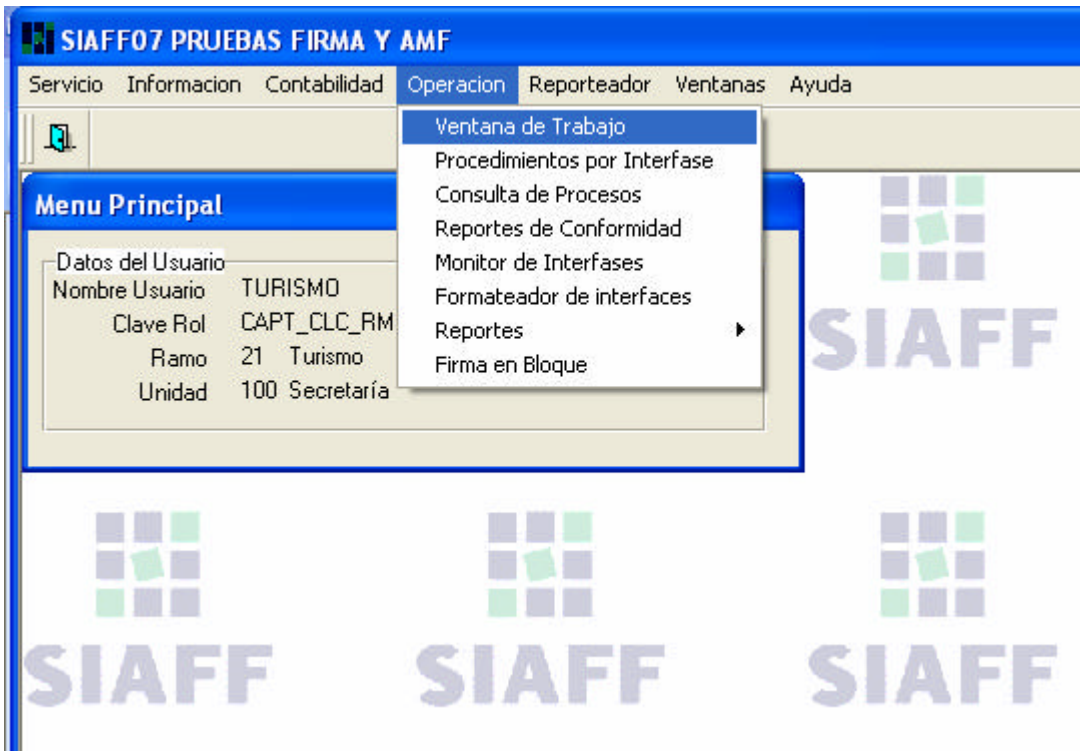 SIAFF07 PRUEBAS FIRMA Y AMF
Servicio Informacion Contabilidad Operacion Reporteador Ventanas Ayuda
Ventana de Trabajo
Procedimientos por Interfase
Consulta de Procesos
Reportes de Conformidad
Monitor de Interfases
Formateador de interfaces
Reportes
Firma en Bloque
Menu Principal
Datos del Usuario
Nombre Usuario TURISMO
Clave Rol CAPT_CLC_RM
Ramo 21 Turismo
Unidad 100 Secretaría
SIAFF
SIAFF SIAFF SIAFF